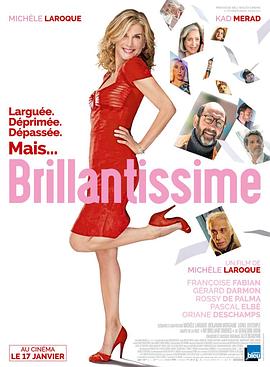 MICHÈLE LAROQUE
KAD MERAD
Larguée.
Déprimée.
Dépassée.
Mais...
Brillantissime
UN FILM DE
MICHÈLE LAROQUE
FRANÇOISE FABIAN
GÉRARD DARMON
ROSSY DE PALMA
PASCAL ELBÉ
ORIANE DESCHAMPS
AU CINÉMA
LE 17 JANVIER
bleu